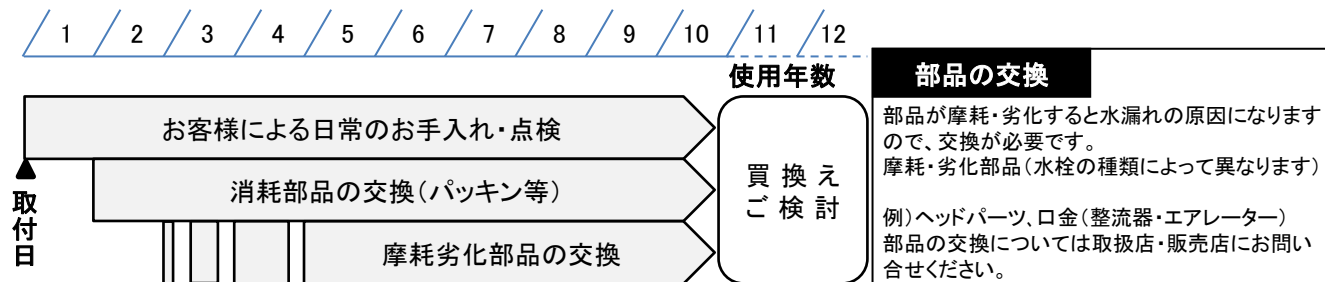 1 2 3 4 5 6 7 8 9 10 11 12
使用年数
お客様による日常のお手入れ・点検
消耗部品の交換(パッキン等)
摩耗劣化部品の交換
取付日
買換え
ご検討
部品の交換
部品が摩耗・劣化すると水漏れの原因になります
ので、交換が必要です。
摩耗・劣化部品(水栓の種類によって異なります)
例)ヘッドパーツ、口金(整流器・エアレーター)
部品の交換については取扱店・販売店にお問い
合せください。